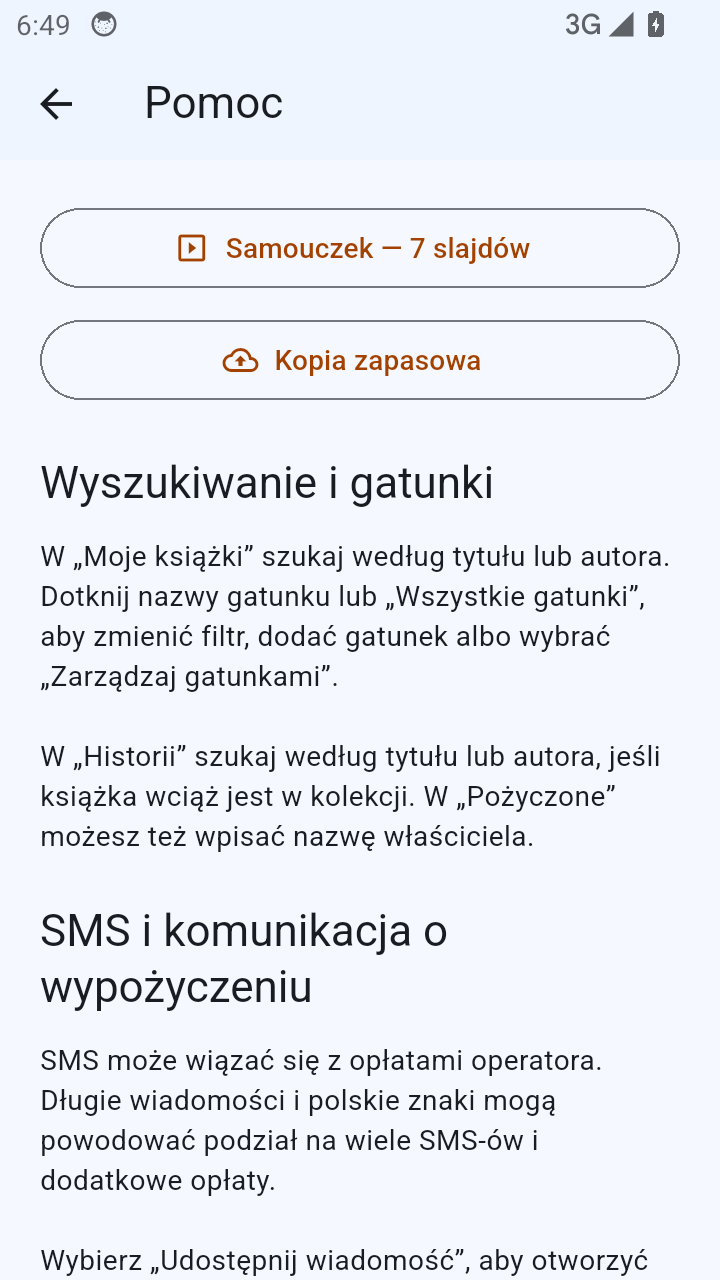 6:49
3G
Pomoc
Samouczek — 7 slajdów
Kopia zapasowa
Wyszukiwanie i gatunki
W „Moje książki” szukaj według tytułu lub autora.
Dotknij nazwy gatunku lub „Wszystkie gatunki”,
aby zmienić filtr, dodać gatunek albo wybrać
„Zarządzaj gatunkami”.
W „Historii” szukaj według tytułu lub autora, jeśli
książka wciąż jest w kolekcji. W „Pożyczone”
możesz też wpisać nazwę właściciela.
SMS i komunikacja o
wypożyczeniu
SMS może wiązać się z opłatami operatora.
Długie wiadomości i polskie znaki mogą
powodować podział na wiele SMS-ów i
dodatkowe opłaty.
Wybierz „Udostępnij wiadomość”, aby otworzyć